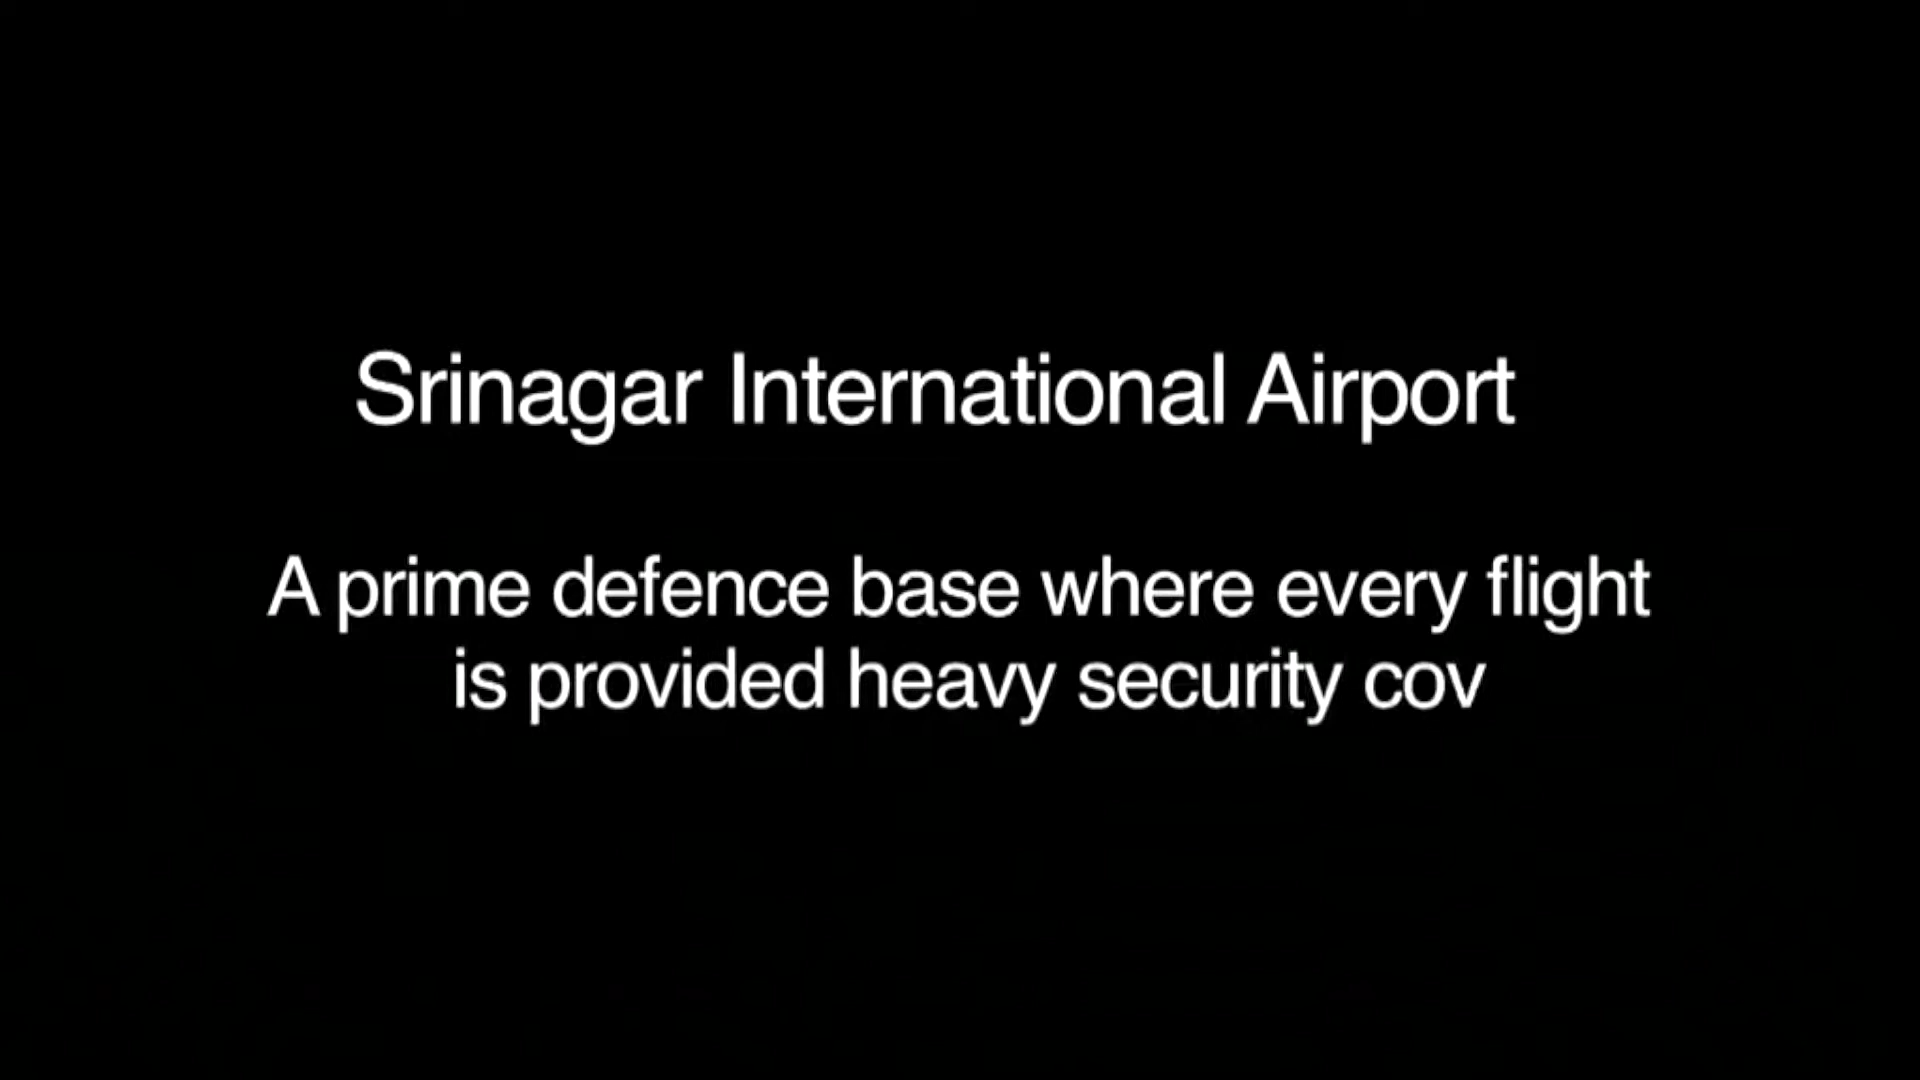 Srinagar International Airport
A prime defence base where every flight
is provided heavy security cov